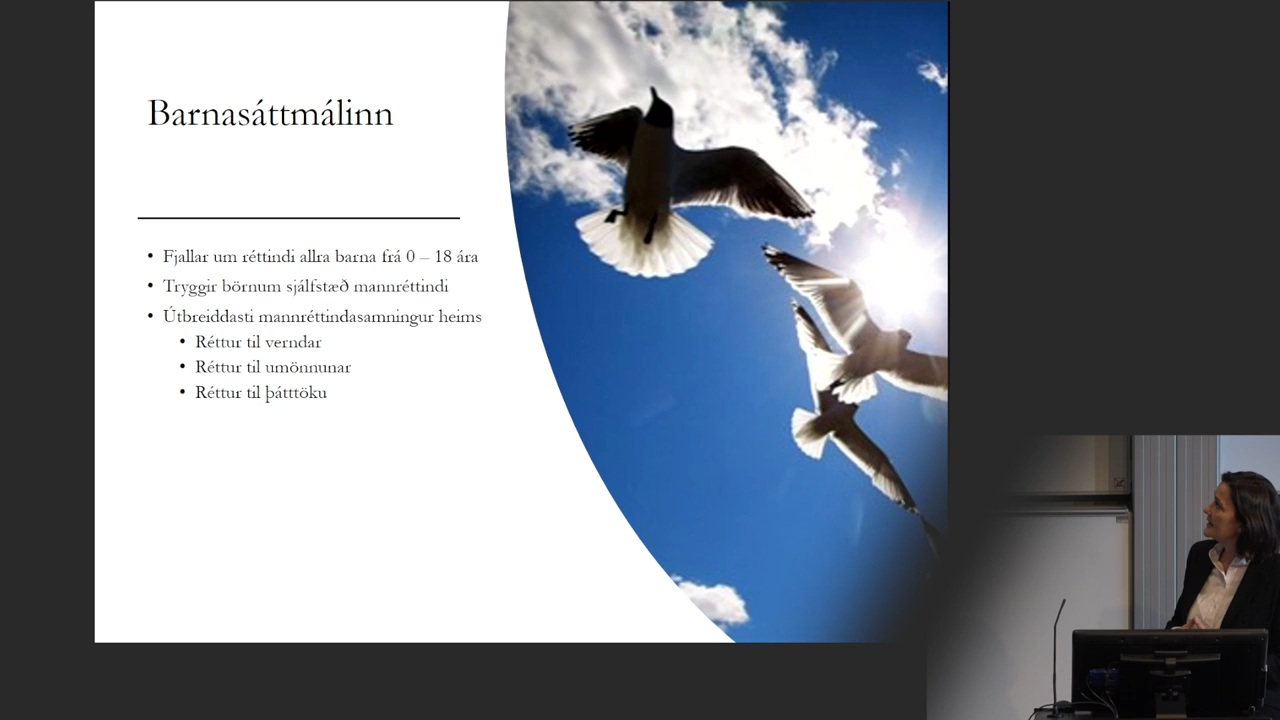 Barnasáttmálinn
• Fjallar um réttindi allra barna frá 0 – 18 ára
• Tryggir börnum sjálfstæð mannréttindi
• Útbreiddasti mannréttindasamningur heims
• Réttur til verndar
• Réttur til umönnunar
• Réttur til þátttöku